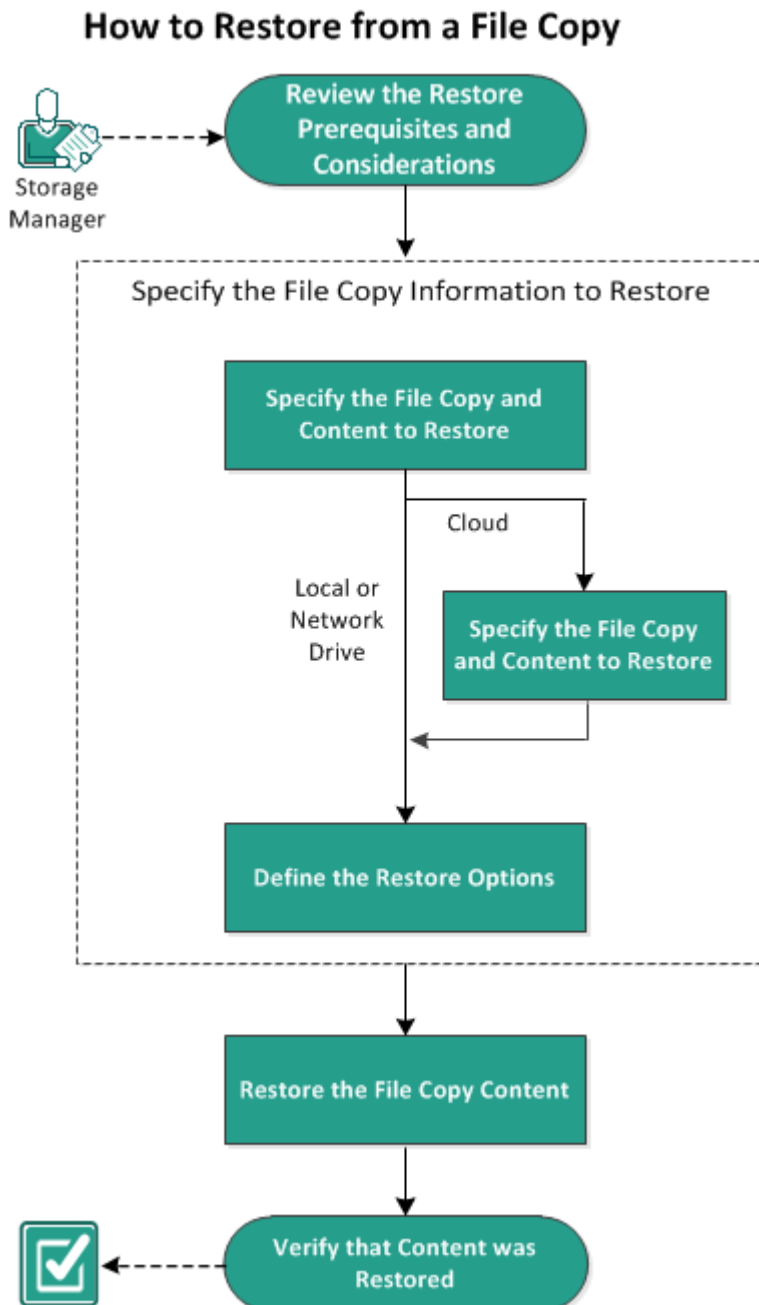 How to Restore from a File Copy
Review the Restore
Prerequisites and
Considerations
Storage
Manager
Specify the File Copy Information to Restore
Specify the File Copy and
Content to Restore
Cloud
Local or
Network
Drive
Specify the File Copy
and Content to Restore
Define the Restore Options
Restore the File Copy Content
Verify that Content was
Restored